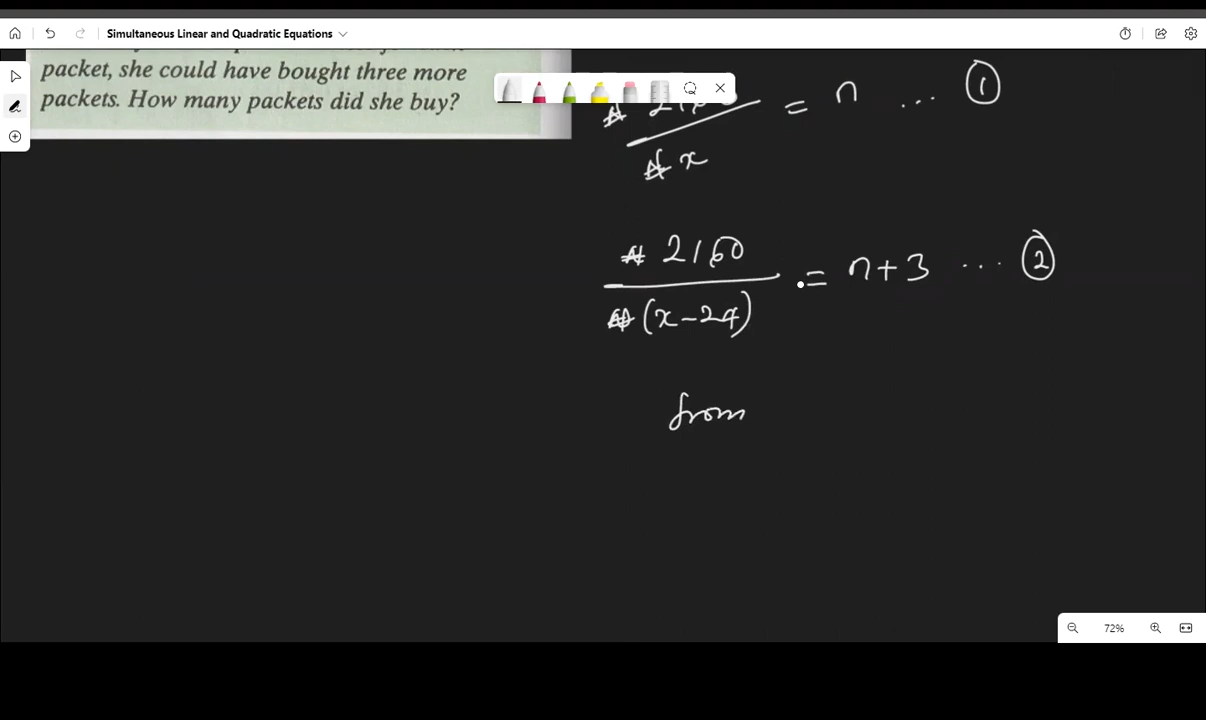 Simultaneous Linear and Quadratic Equations
packet, she could have bought three more
packets. How many packets did she buy?
₦ x = n ... ①
₦ 2160
₦ (x-24) = n+3 ... ②
from
72%